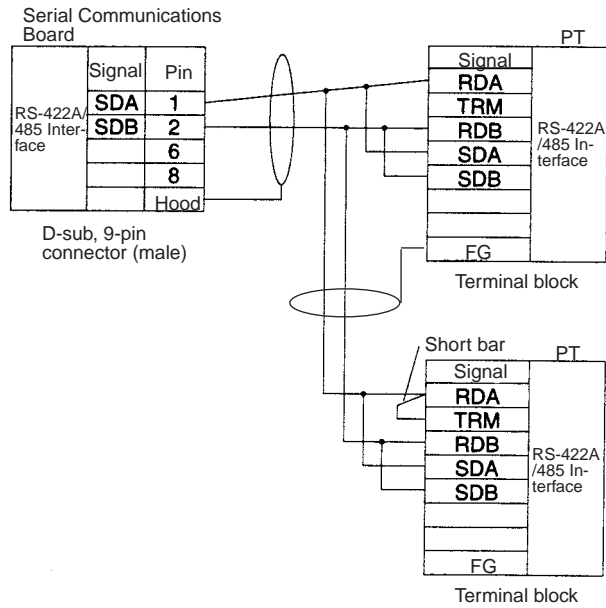 Serial Communications
Board
Signal Pin
SDA 1
SDB 2
6
8
Hood
RS-422A/
485 Inter-
face
D-sub, 9-pin
connector (male)
PT
Signal
RDA
TRM
RDB
SDA
SDB
FG
RS-422A
/485 In-
terface
Terminal block
Short bar
PT
Signal
RDA
TRM
RDB
SDA
SDB
FG
RS-422A
/485 In-
terface
Terminal block